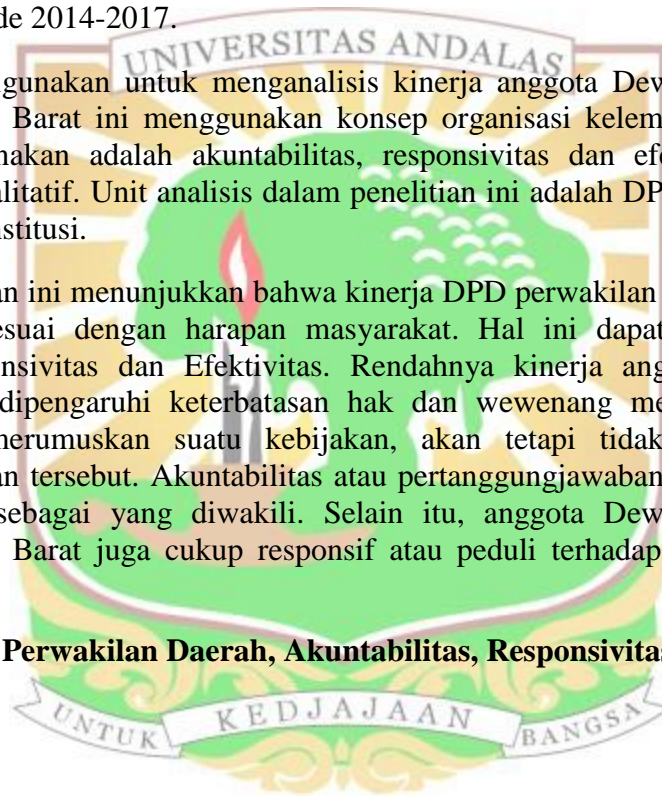 de 2014-2017.
UNIVERSITAS ANDALAS
gunakan untuk menganalisis kinerja anggota Dew
Barat ini menggunakan konsep organisasi kelem
nakan adalah akuntabilitas, responsivitas dan efe
alitatif. Unit analisis dalam penelitian ini adalah DP
nstitusi.
an ini menunjukkan bahwa kinerja DPD perwakilan
esuai dengan harapan masyarakat. Hal ini dapat
nsivitas dan Efektivitas. Rendahnya kinerja ang
dipengaruhi keterbatasan hak dan wewenang me
merumuskan suatu kebijakan, akan tetapi tidak
an tersebut. Akuntabilitas atau pertanggungjawaban
sebagai yang diwakili. Selain itu, anggota Dew
Barat juga cukup responsif atau peduli terhadap
Perwakilan Daerah, Akuntabilitas, Responsivitas
UNTUK KEDJAJAAN BANGSA